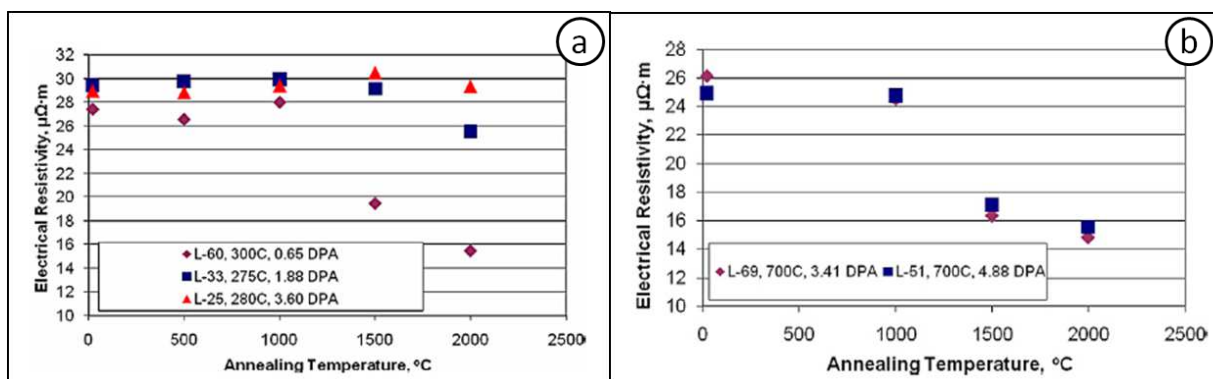 a
Electrical Resistivity, μΩ·m
32
30
28
26
24
22
20
18
16
14
12
10
L-60, 300C, 0.65 DPA
L-33, 275C, 1.88 DPA
L-25, 280C, 3.60 DPA
0 500 1000 1500 2000 2500
Annealing Temperature, ºC
b
Electrical Resistivity, μΩ·m
28
26
24
22
20
18
16
14
12
10
L-69, 700C, 3.41 DPA L-51, 700C, 4.88 DPA
0 500 1000 1500 2000 2500
Annealing Temperature, ºC